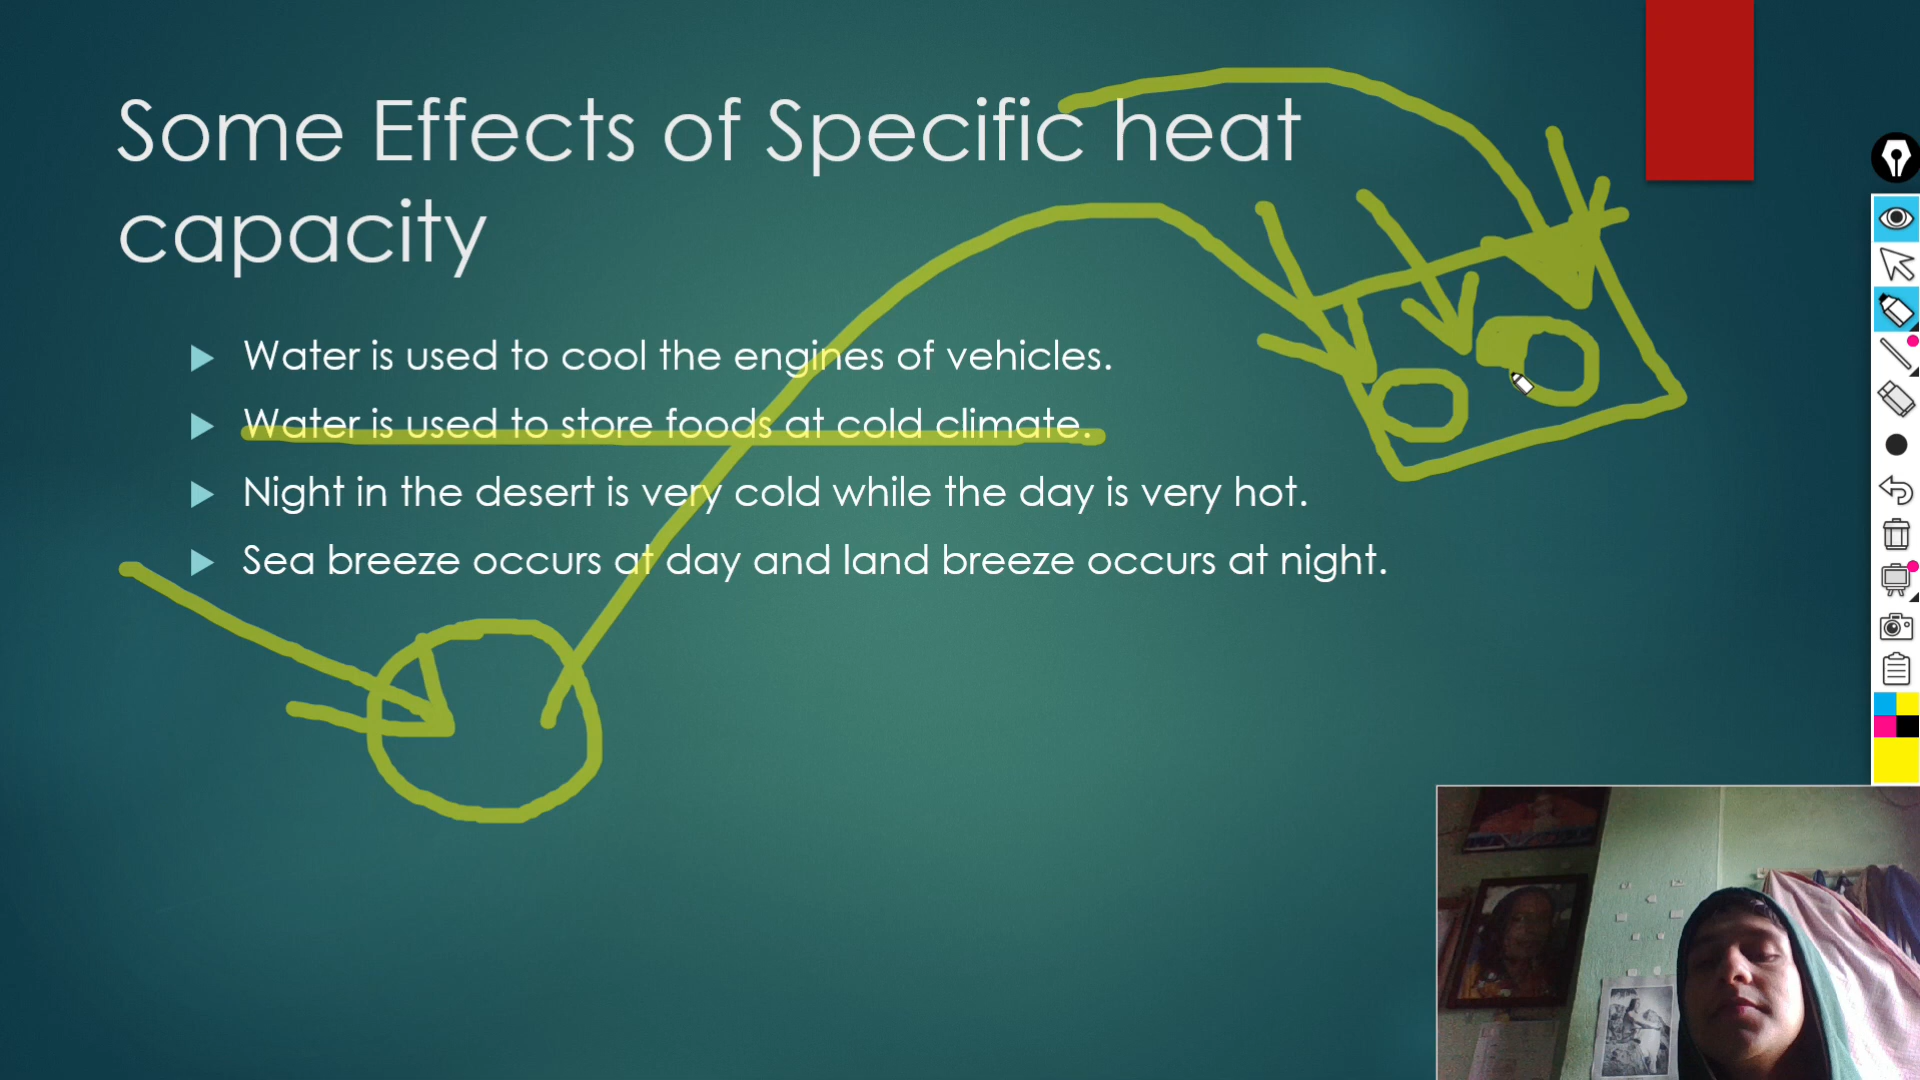 Some Effects of Specific heat
capacity
Water is used to cool the engines of vehicles.
Water is used to store foods at cold climate.
Night in the desert is very cold while the day is very hot.
Sea breeze occurs at day and land breeze occurs at night.